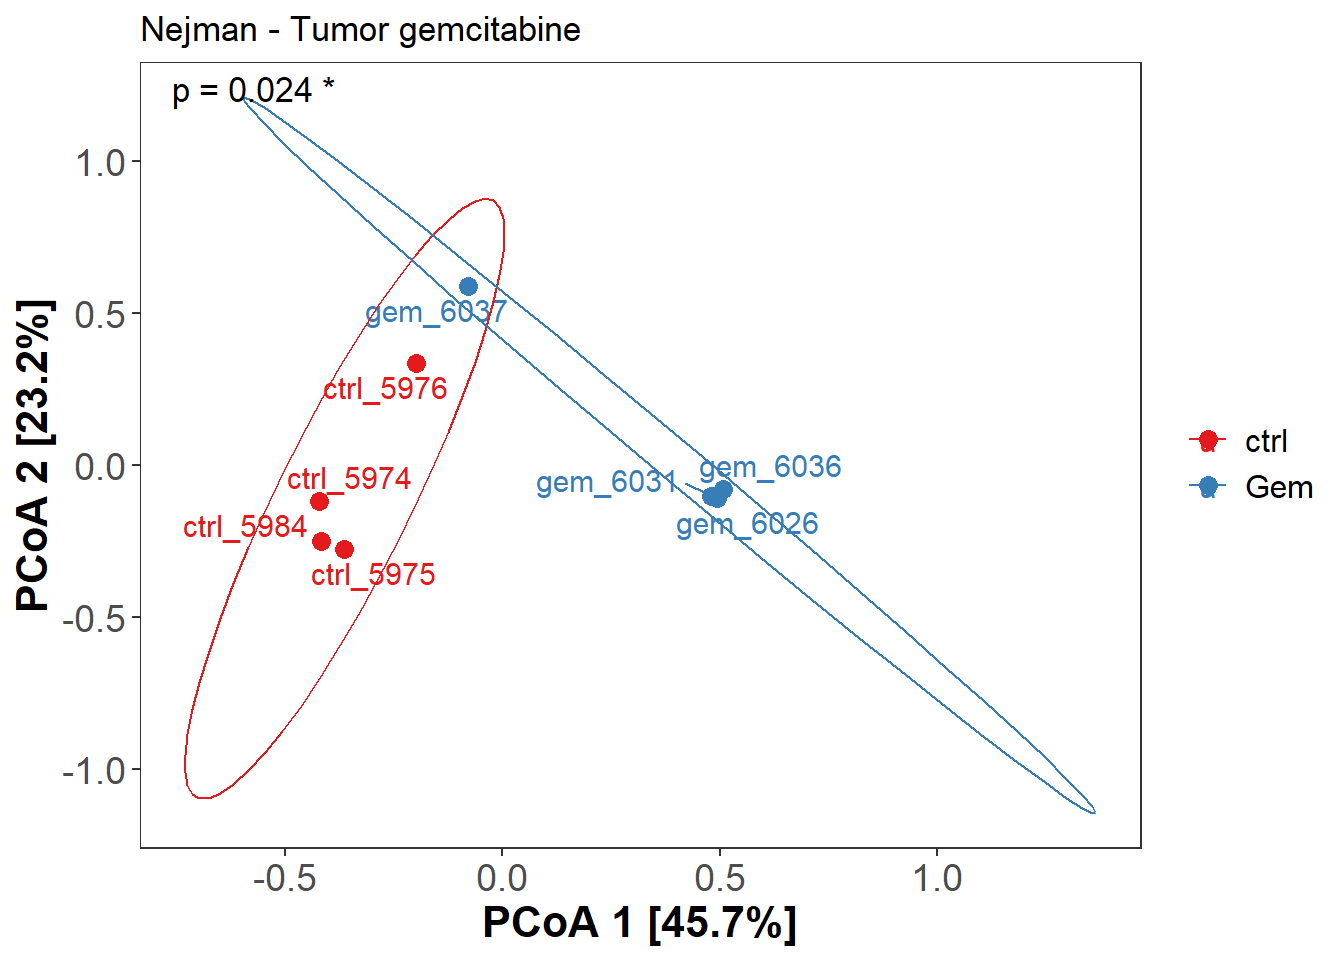 Nejman - Tumor gemcitabine
p = 0.024 *
1.0
0.5
0.0
-0.5
-1.0
PCoA 2 [23.2%]
gem_6037
ctrl_5976
gem_6036
ctrl_5974
gem_6031
ctrl_5984
gem_6026
ctrl_5975
ctrl
Gem
-0.5
0.0
0.5
1.0
PCoA 1 [45.7%]